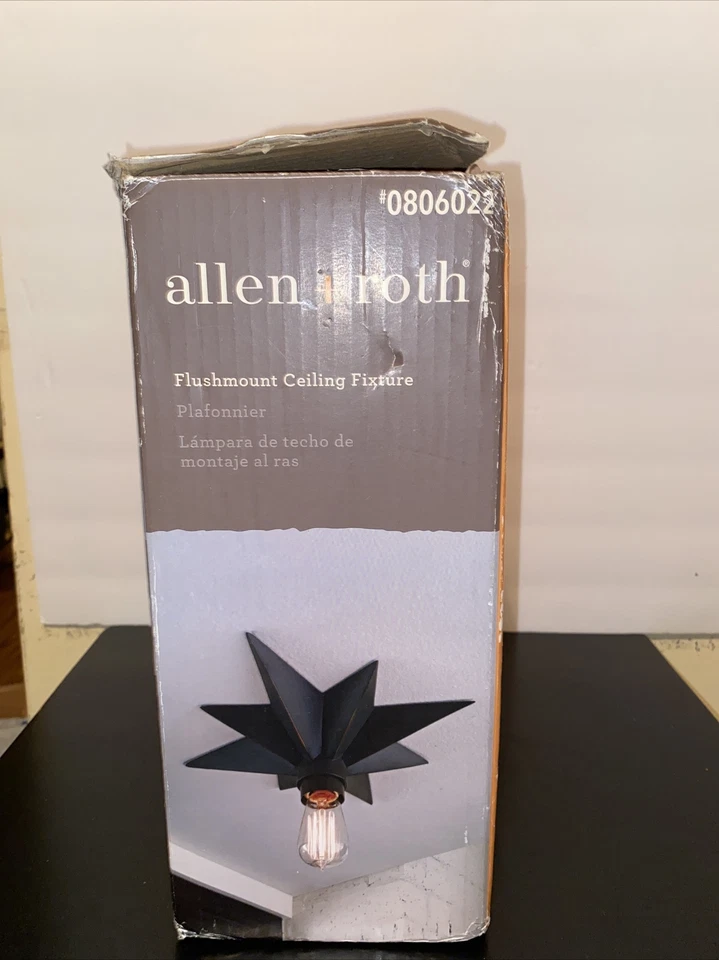 #0806022
allen + roth®
Flushmount Ceiling Fixture
Plafonnier
Lámpara de techo de
montaje al ras